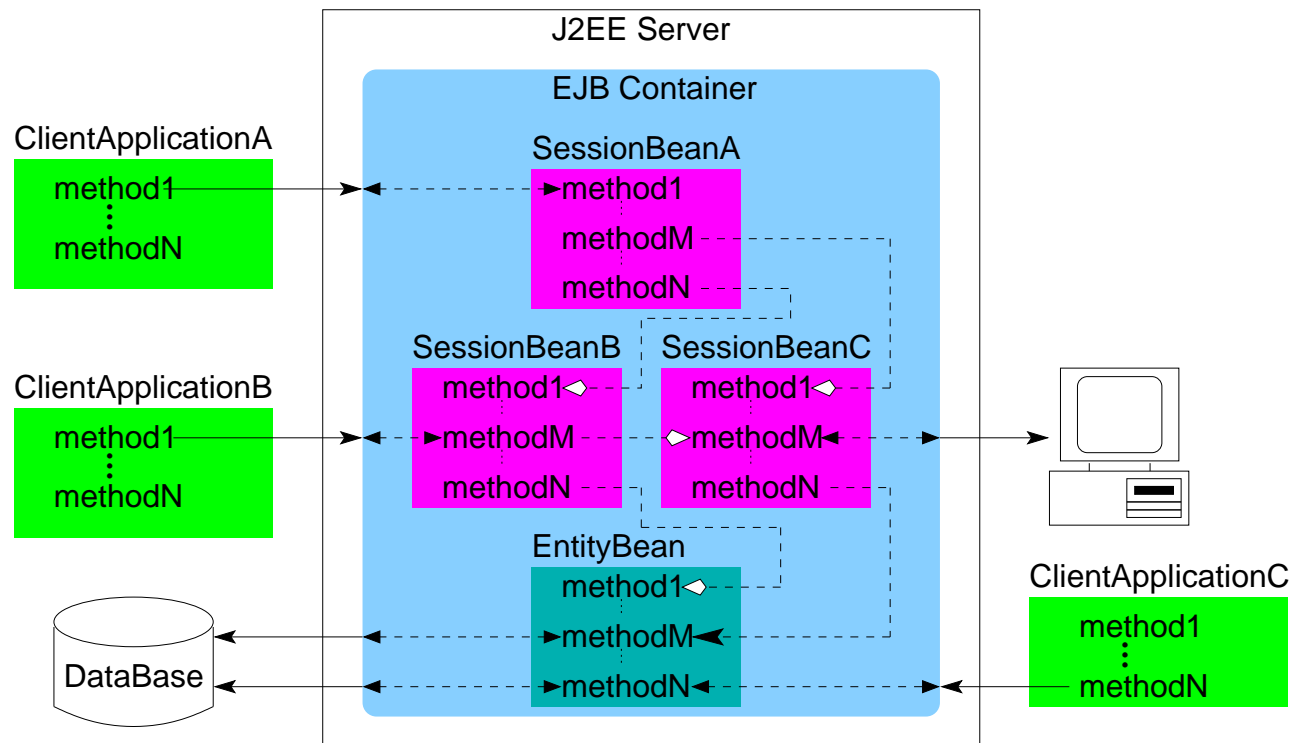 J2EE Server
EJB Container
ClientApplicationA
method1
methodN
SessionBeanA
method1
methodM
methodN
ClientApplicationB
method1
methodN
SessionBeanB
method1
methodM
methodN
SessionBeanC
method1
methodM
methodN
EntityBean
method1
methodM
methodN
DataBase
ClientApplicationC
method1
methodN